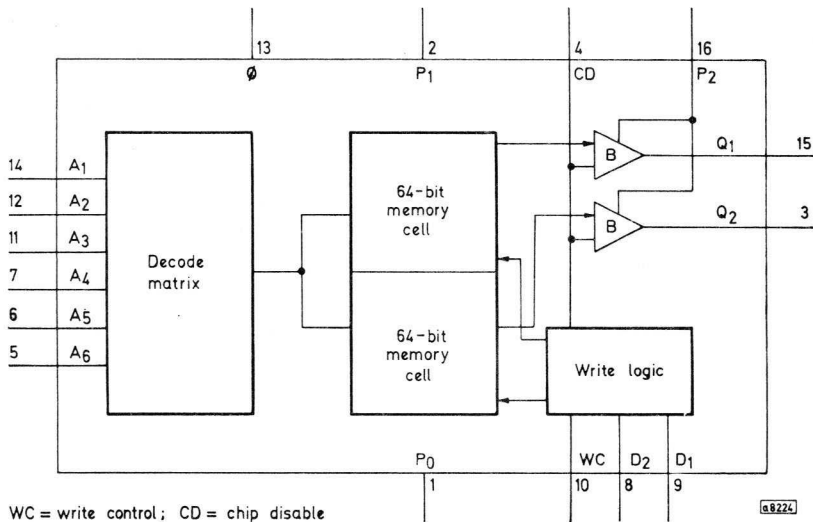 13 2 4 16
Ø P1 CD P2
14 A1
12 A2
11 A3
7 A4
6 A5
5 A6
Decode
matrix
64-bit
memory
cell
64-bit
memory
cell
B Q1 15
B Q2 3
Write logic
P0 WC D2 D1
1 10 8 9
WC = write control; CD = chip disable
a8224